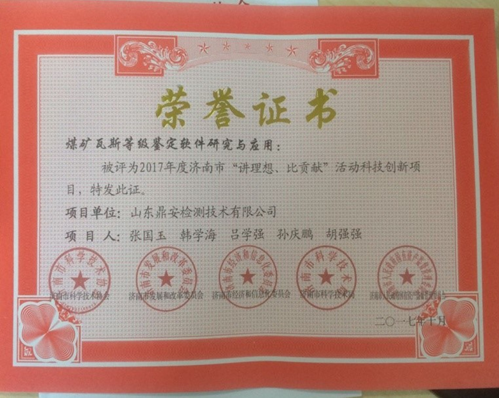 荣誉证书
煤矿瓦斯等级鉴定软件研究与应用：
被评为2017年度济南市“讲理想、比贡献”活动科技创新项
目，特发此证。
项目单位：山东鼎安检测技术有限公司
项目人：张国玉 韩学海 吕学强 孙庆鹏 胡强强
济南市科学技术协会 济南市发展和改革委员会 济南市经济和信息化委员会 济南市科学技术局
二〇一七年十月